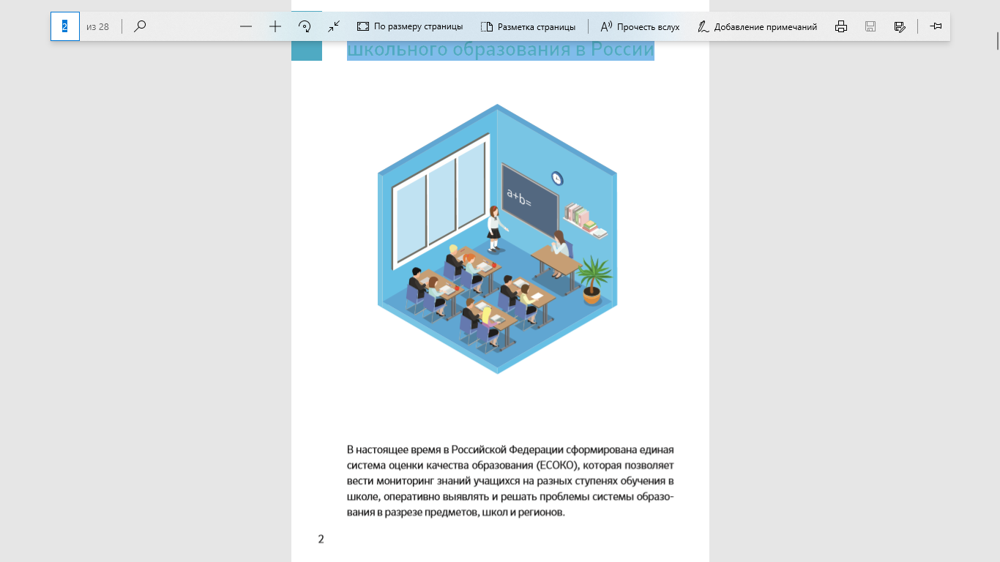 2 из 28 По размеру страницы Разметка страницы Прочесть вслух Добавление примечаний
школьного образования в России
a+b=
В настоящее время в Российской Федерации сформирована единая
система оценки качества образования (ЕСОКО), которая позволяет
вести мониторинг знаний учащихся на разных ступенях обучения в
школе, оперативно выявлять и решать проблемы системы образо-
вания в разрезе предметов, школ и регионов.
2